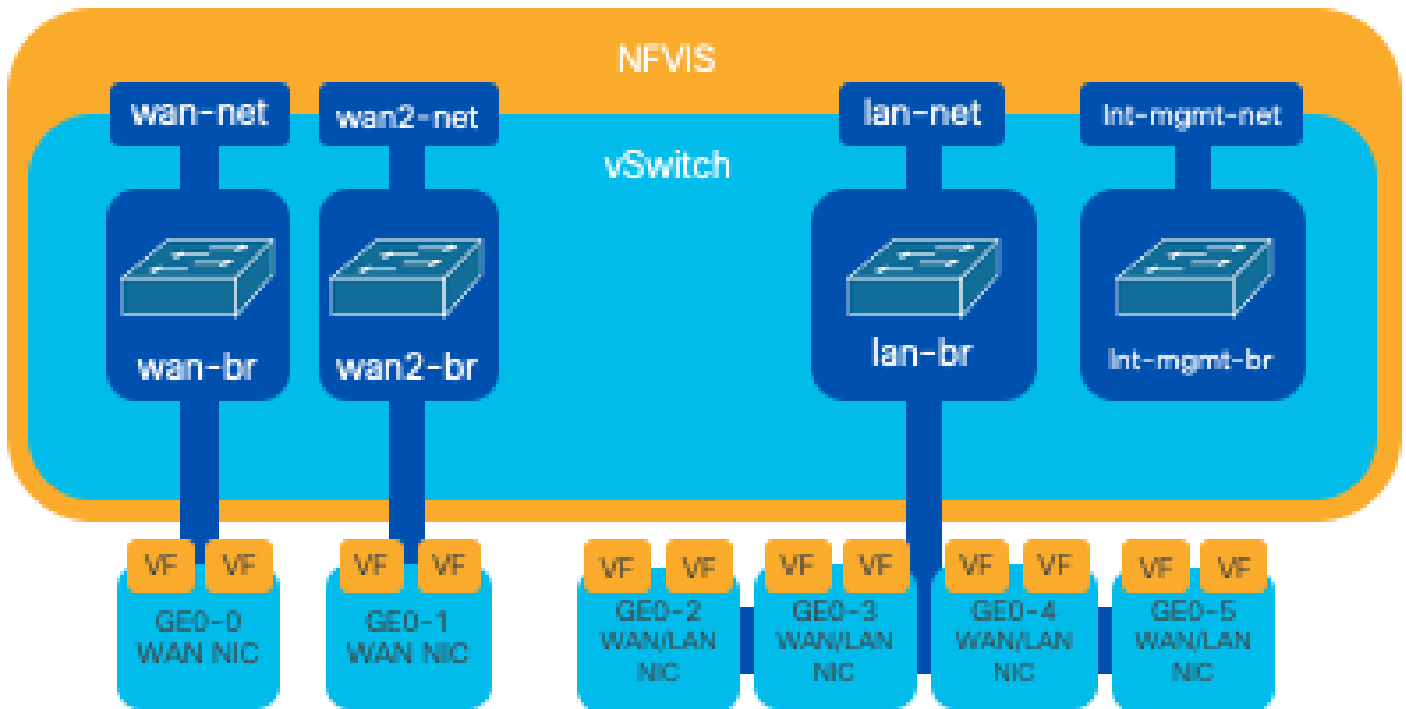 NFVIS
wan-net
wan2-net
lan-net
Int-mgmt-net
vSwitch
wan-br
wan2-br
lan-br
Int-mgmt-br
VF VF
GE0-0
WAN NIC
VF VF
GE0-1
WAN NIC
VF VF
GE0-2
WAN/LAN
NIC
VF VF
GE0-3
WAN/LAN
NIC
VF VF
GE0-4
WAN/LAN
NIC
VF VF
GE0-5
WAN/LAN
NIC